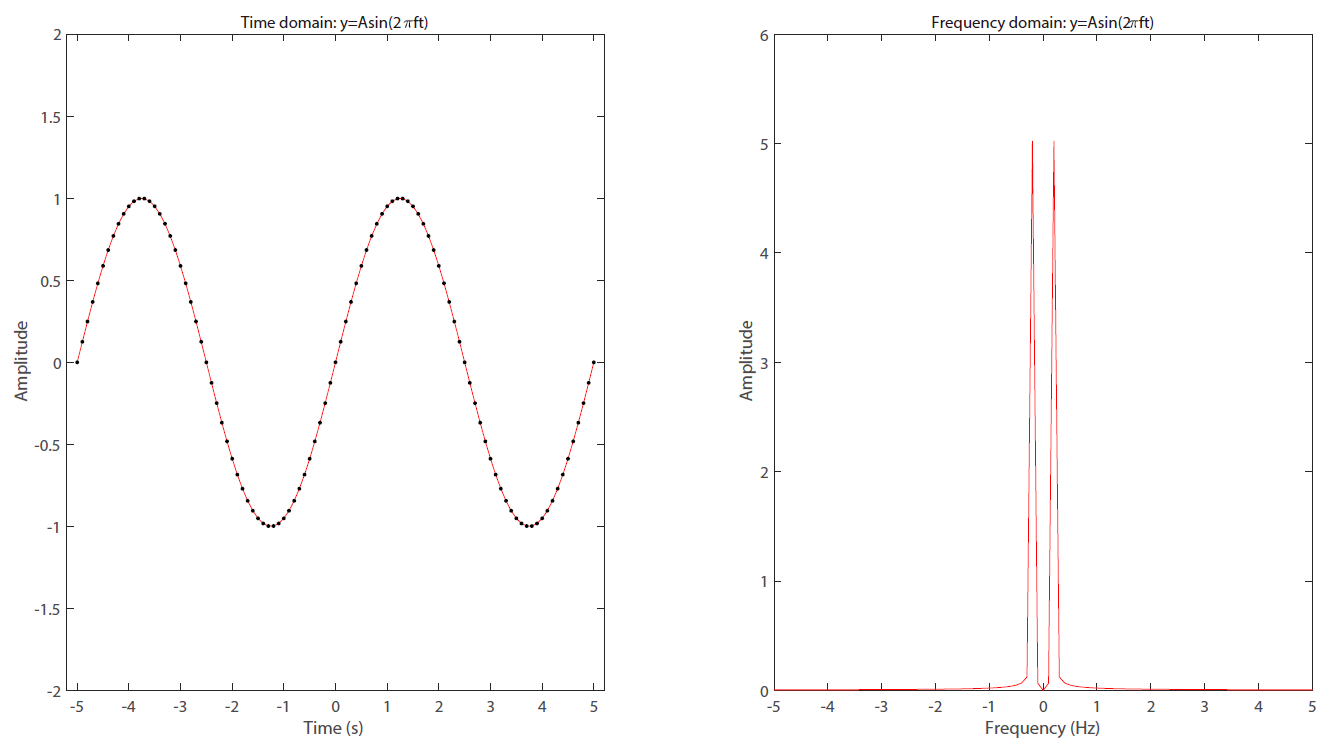 Time domain: y=Asin(2πft)
2
1.5
1
0.5
0
-0.5
-1
-1.5
-2
Amplitude
-5 -4 -3 -2 -1 0 1 2 3 4 5
Time (s)
Frequency domain: y=Asin(2πft)
6
5
4
3
2
1
0
Amplitude
-5 -4 -3 -2 -1 0 1 2 3 4 5
Frequency (Hz)